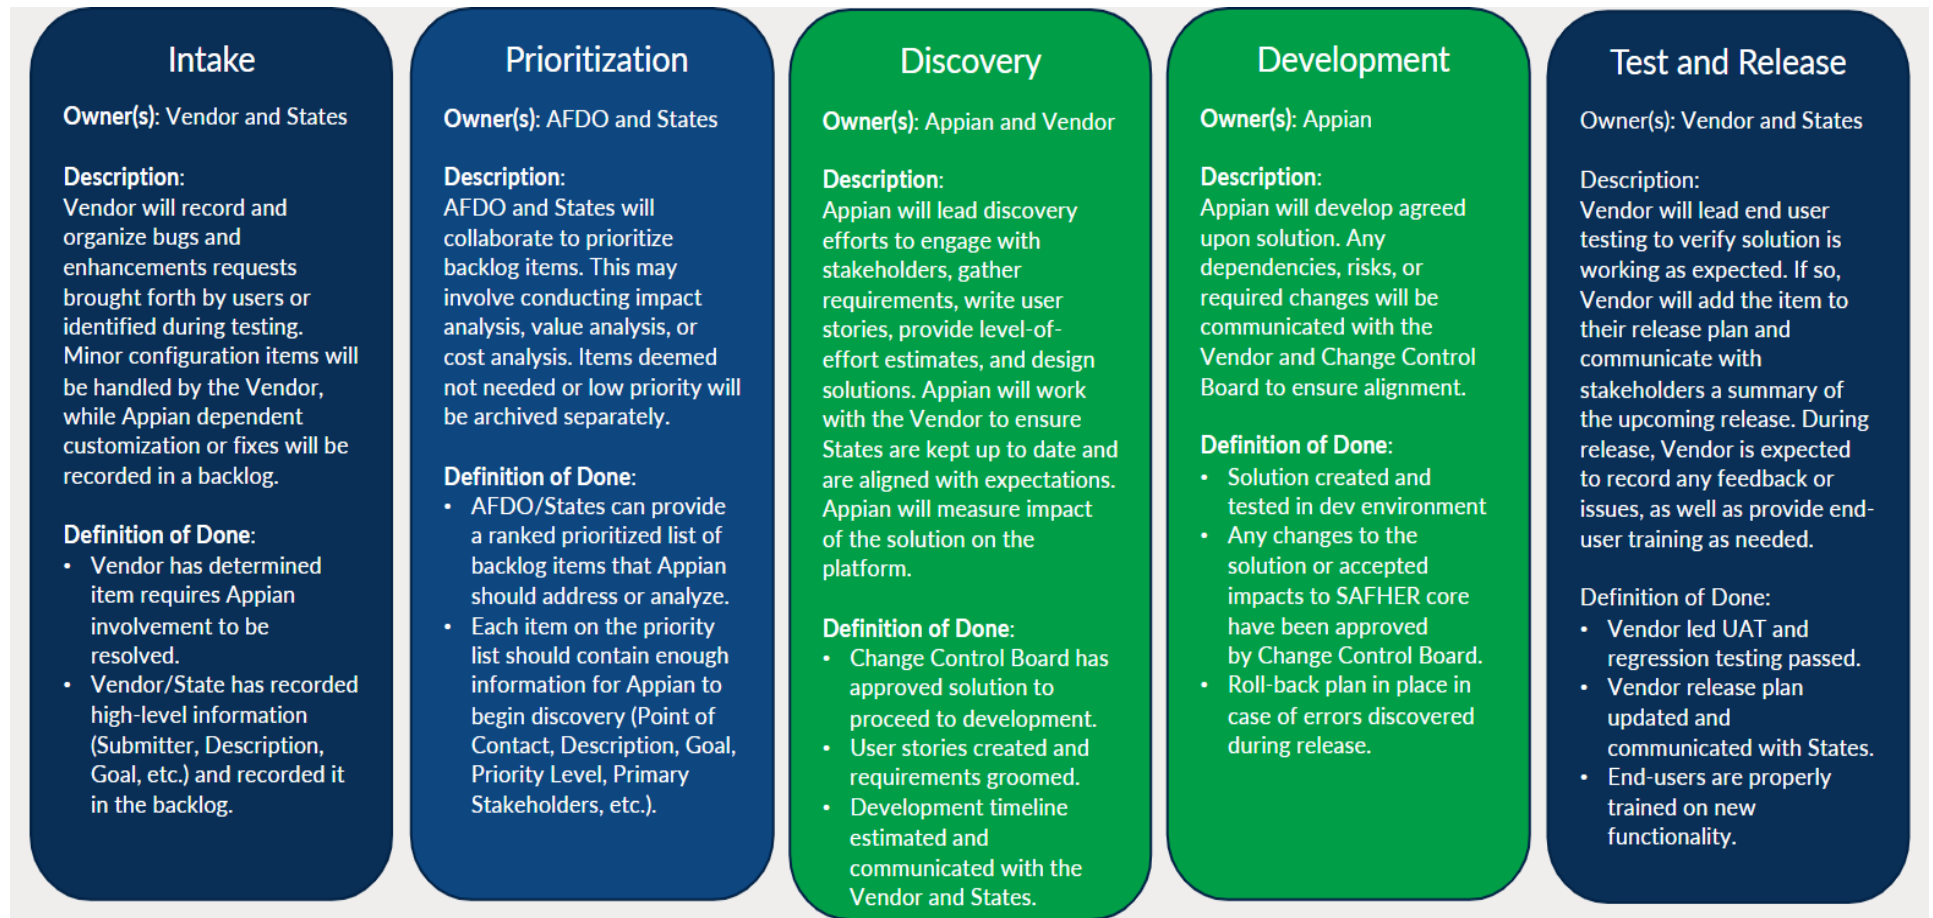 Intake
Owner(s): Vendor and States
Description:
Vendor will record and
organize bugs and
enhancements requests
brought forth by users or
identified during testing.
Minor configuration items will
be handled by the Vendor,
while Appian dependent
customization or fixes will be
recorded in a backlog.
Definition of Done:
• Vendor has determined
item requires Appian
involvement to be
resolved.
• Vendor/State has recorded
high-level information
(Submitter, Description,
Goal, etc.) and recorded it
in the backlog.
Prioritization
Owner(s): AFDO and States
Description:
AFDO and States will
collaborate to prioritize
backlog items. This may
involve conducting impact
analysis, value analysis, or
cost analysis. Items deemed
not needed or low priority will
be archived separately.
Definition of Done:
• AFDO/States can provide
a ranked prioritized list of
backlog items that Appian
should address or analyze.
• Each item on the priority
list should contain enough
information for Appian to
begin discovery (Point of
Contact, Description, Goal,
Priority Level, Primary
Stakeholders, etc.).
Discovery
Owner(s): Appian and Vendor
Description:
Appian will lead discovery
efforts to engage with
stakeholders, gather
requirements, write user
stories, provide level-of-
effort estimates, and design
solutions. Appian will work
with the Vendor to ensure
States are kept up to date and
are aligned with expectations.
Appian will measure impact
of the solution on the
platform.
Definition of Done:
• Change Control Board has
approved solution to
proceed to development.
• User stories created and
requirements groomed.
• Development timeline
estimated and
communicated with the
Vendor and States.
Development
Owner(s): Appian
Description:
Appian will develop agreed
upon solution. Any
dependencies, risks, or
required changes will be
communicated with the
Vendor and Change Control
Board to ensure alignment.
Definition of Done:
• Solution created and
tested in dev environment
• Any changes to the
solution or accepted
impacts to SAFHER core
have been approved
by Change Control Board.
• Roll-back plan in place in
case of errors discovered
during release.
Test and Release
Owner(s): Vendor and States
Description:
Vendor will lead end user
testing to verify solution is
working as expected. If so,
Vendor will add the item to
their release plan and
communicate with
stakeholders a summary of
the upcoming release. During
release, Vendor is expected
to record any feedback or
issues, as well as provide end-
user training as needed.
Definition of Done:
• Vendor led UAT and
regression testing passed.
• Vendor release plan
updated and
communicated with States.
• End-users are properly
trained on new
functionality.